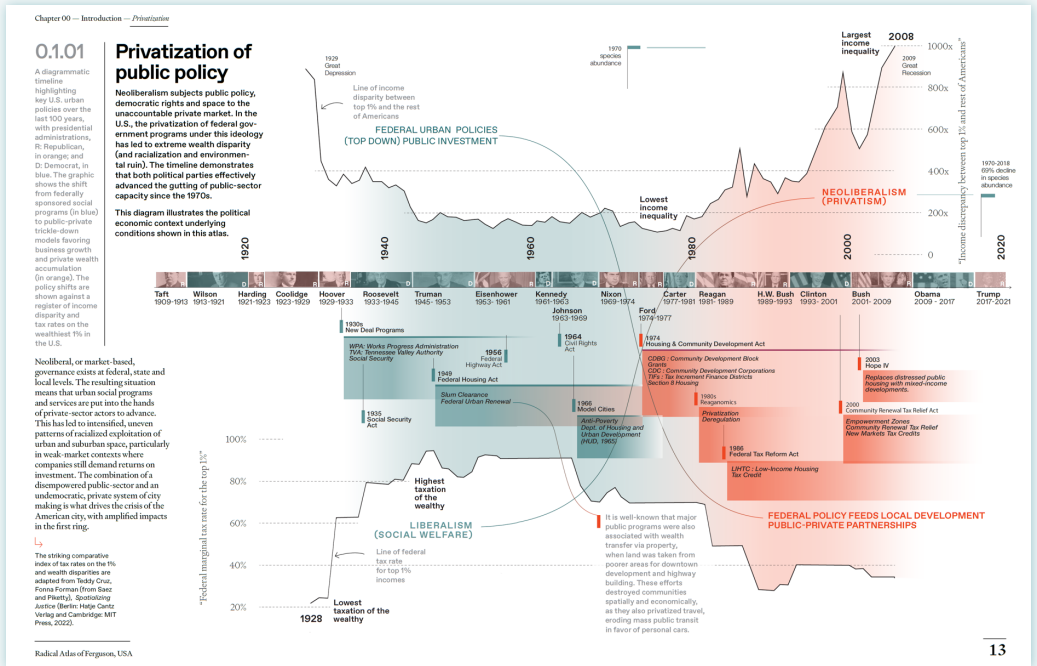 Chapter 00 — Introduction — Privatization
0.1.01
A diagrammatic
timeline
highlighting
key U.S. urban
policies over the
last 100 years,
with presidential
administrations,
R: Republican,
in orange; and
D: Democrat, in
blue. The graphic
shows the shift
from federally
sponsored social
programs (in blue)
to public-private
trickle-down
models favoring
business growth
and private wealth
accumulation
(in orange). The
policy shifts are
shown against a
register of income
disparity and
tax rates on the
wealthiest 1% in
the U.S.
Privatization of
public policy
Neoliberalism subjects public policy,
democratic rights and space to the
unaccountable private market. In the
U.S., the privatization of federal gov-
ernment programs under this ideology
has led to extreme wealth disparity
(and racialization and environmen-
tal ruin). The timeline demonstrates
that both political parties effectively
advanced the gutting of public-sector
capacity since the 1970s.
This diagram illustrates the political
economic context underlying
conditions shown in this atlas.
Neoliberal, or market-based,
governance exists at federal, state and
local levels. The resulting situation
means that urban social programs
and services are put into the hands
of private-sector actors to advance.
This has led to intensified, uneven
patterns of racialized exploitation of
urban and suburban space, particularly
in weak-market contexts where
companies still demand returns on
investment. The combination of a
disempowered public-sector and an
undemocratic, private system of city
making is what drives the crisis of the
American city, with amplified impacts
in the first ring.
The striking comparative
index of tax rates on the 1%
and wealth disparities are
adapted from Teddy Cruz,
Fonna Forman (from Saez
and Piketty), Spatializing
Justice (Berlin: Hatje Cantz
Verlag and Cambridge: MIT
Press, 2022).
1929
Great
Depression
Line of income
disparity between
top 1% and the rest
of Americans
FEDERAL URBAN POLICIES
(TOP DOWN) PUBLIC INVESTMENT
1970
species
abundance
Lowest
income
inequality
Largest
income
inequality
2008
2009
Great
Recession
1000x
800x
600x
400x
200x
0
"Income discrepancy between top 1% and rest of Americans"
1970-2018
69% decline
in species
abundance
NEOLIBERALISM
(PRIVATISM)
1920
1940
1960
1980
2000
2020
R
D
R
R
R
D
D
R
D
D
R
R
D
R
R
D
R
D
R
Taft
1909-1913
Wilson
1913 -1921
Harding
1921-1923
Coolidge
1923-1929
Hoover
1929-1933
Roosevelt
1933-1945
Truman
1945- 1953
Eisenhower
1953- 1961
Kennedy
1961-1963
Johnson
1963-1969
Nixon
1969-1974
Ford
1974-1977
Carter
1977-1981
Reagan
1981- 1989
H.W. Bush
1989-1993
Clinton
1993- 2001
Bush
2001- 2009
Obama
2009 - 2017
Trump
2017-2021
1930s
New Deal Programs
WPA: Works Progress Administration
TVA: Tennessee Valley Authority
Social Security
1935
Social Security
Act
1949
Federal Housing Act
Slum Clearance
Federal Urban Renewal
1956
Federal
Highway Act
1964
Civil Rights
Act
1966
Model Cities
Anti-Poverty
Dept. of Housing and
Urban Development
(HUD, 1965)
1974
Housing & Community Development Act
CDBG : Community Development Block
Grants
CDC : Community Development Corporations
TIFs : Tax Increment Finance Districts
Section 8 Housing
1980s
Reaganomics
Privatization
Deregulation
1986
Federal Tax Reform Act
LIHTC : Low-Income Housing
Tax Credit
2003
Hope IV
Replaces distressed public
housing with mixed-income
developments.
2000
Community Renewal Tax Relief Act
Empowerment Zones
Community Renewal Tax Relief
New Markets Tax Credits
100%
80%
60%
40%
20%
"Federal marginal tax rate for the top 1%"
Highest
taxation
of the
wealthy
LIBERALISM
(SOCIAL WELFARE)
Line of federal
tax rate
for top 1%
incomes
1928
Lowest
taxation of the
wealthy
It is well-known that major
public programs were also
associated with wealth
transfer via property,
when land was taken from
poorer areas for downtown
development and highway
building. These efforts
destroyed communities
spatially and economically,
as they also privatized travel,
eroding mass public transit
in favor of personal cars.
FEDERAL POLICY FEEDS LOCAL DEVELOPMENT
PUBLIC-PRIVATE PARTNERSHIPS
Radical Atlas of Ferguson, USA
13